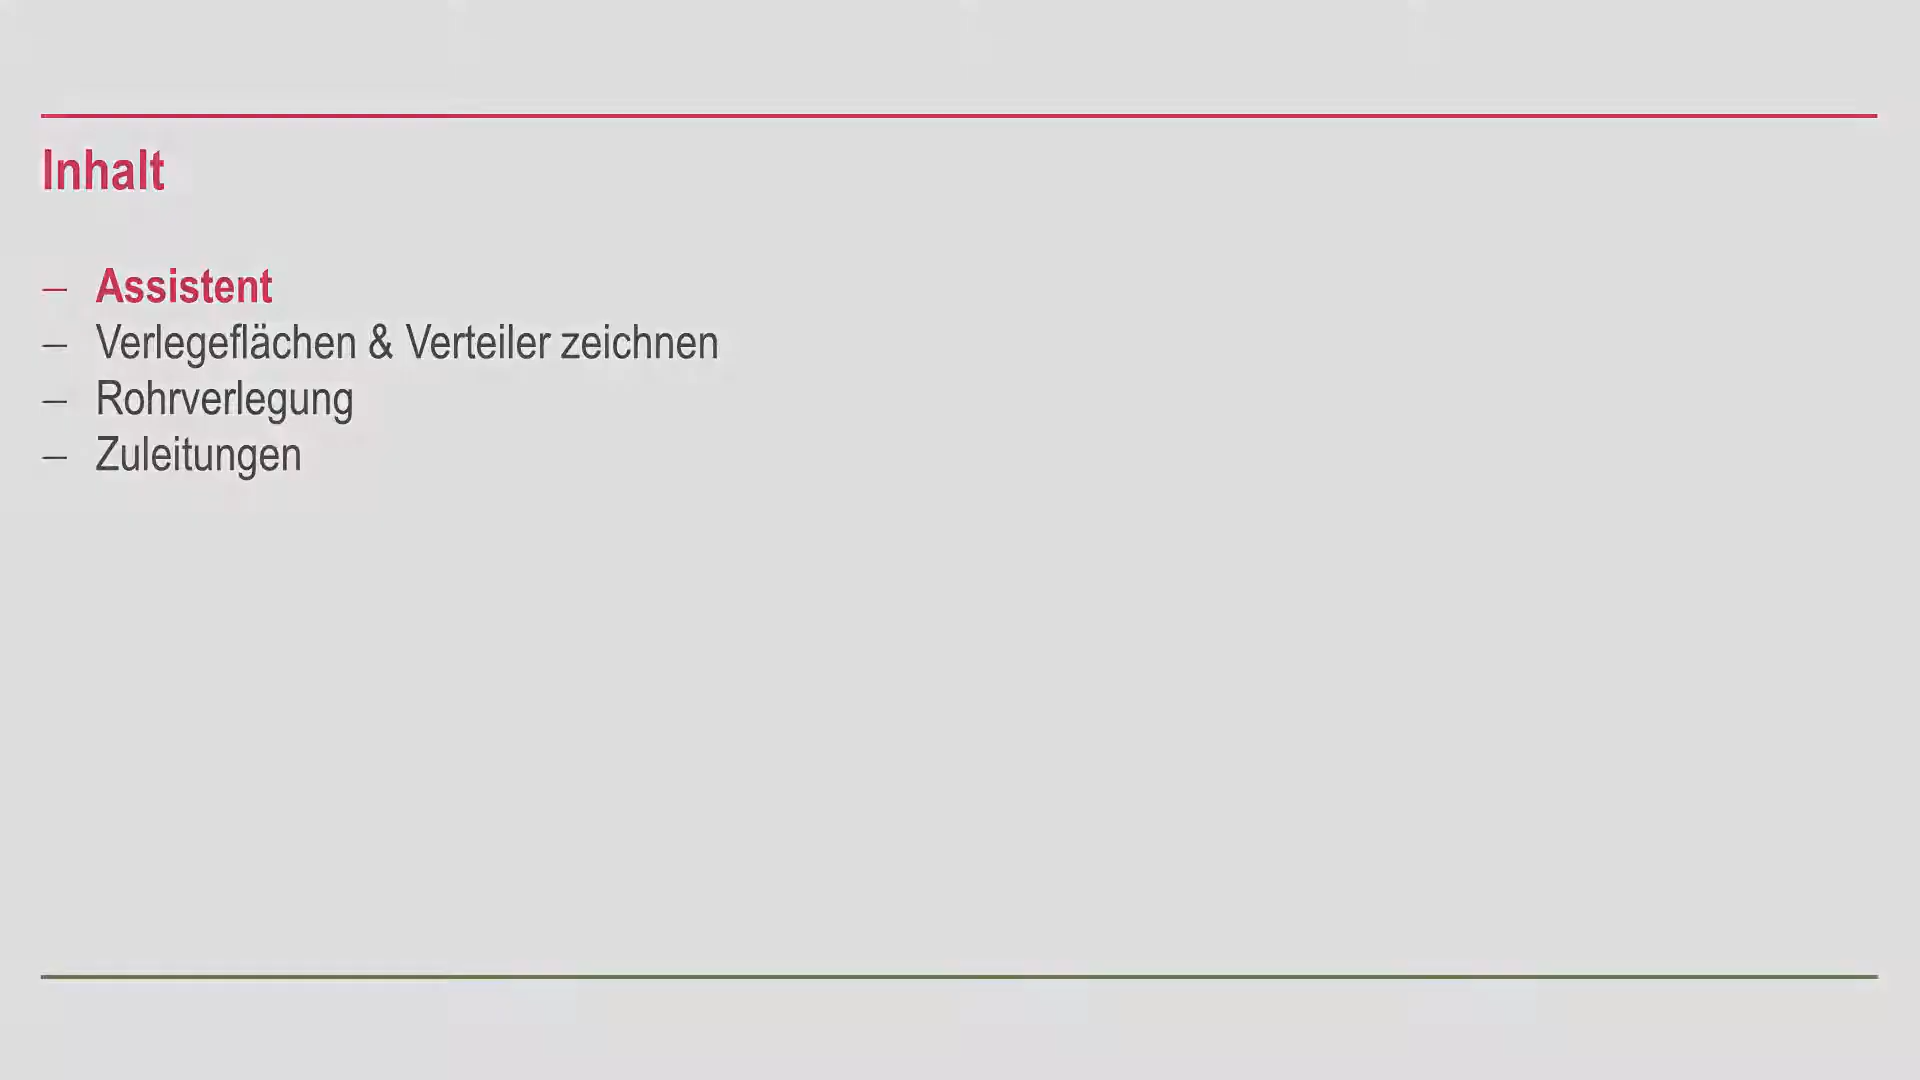 Inhalt
– Assistent
– Verlegeflächen & Verteiler zeichnen
– Rohrverlegung
– Zuleitungen